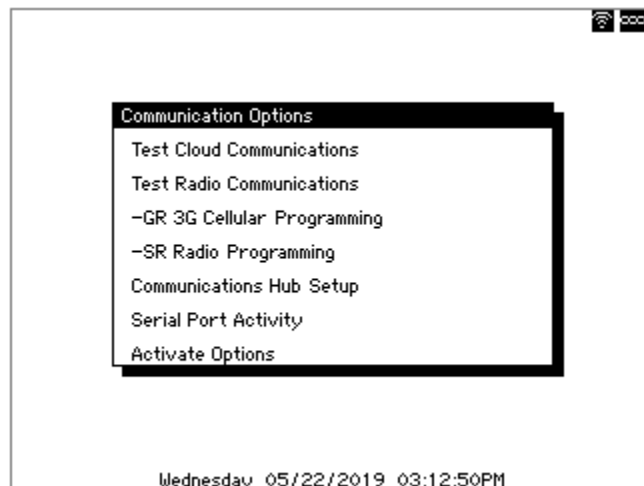 Communication Options
Test Cloud Communications
Test Radio Communications
-GR 3G Cellular Programming
-SR Radio Programming
Communications Hub Setup
Serial Port Activity
Activate Options
Wednesday 05/22/2019 03:12:50PM